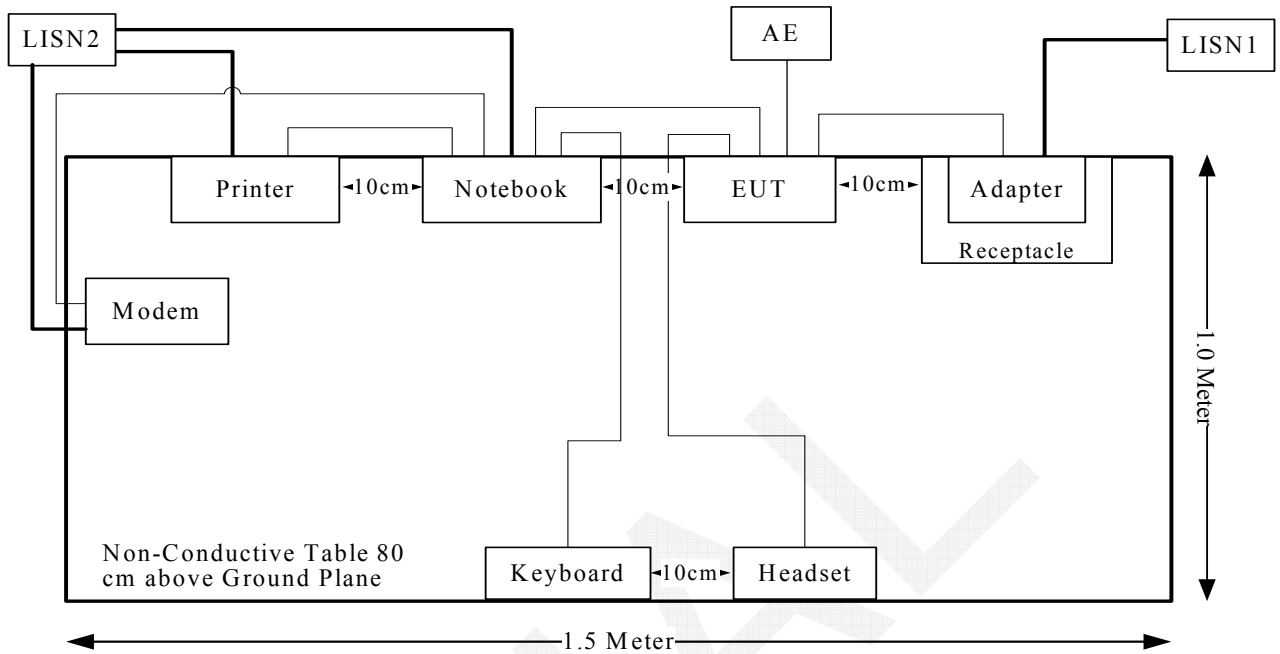 LISN2
AE
LISN1
Printer
10cm
Notebook
10cm
EUT
10cm
Adapter
Receptacle
Modem
1.0 Meter
Non-Conductive Table 80
cm above Ground Plane
Keyboard
10cm
Headset
1.5 Meter